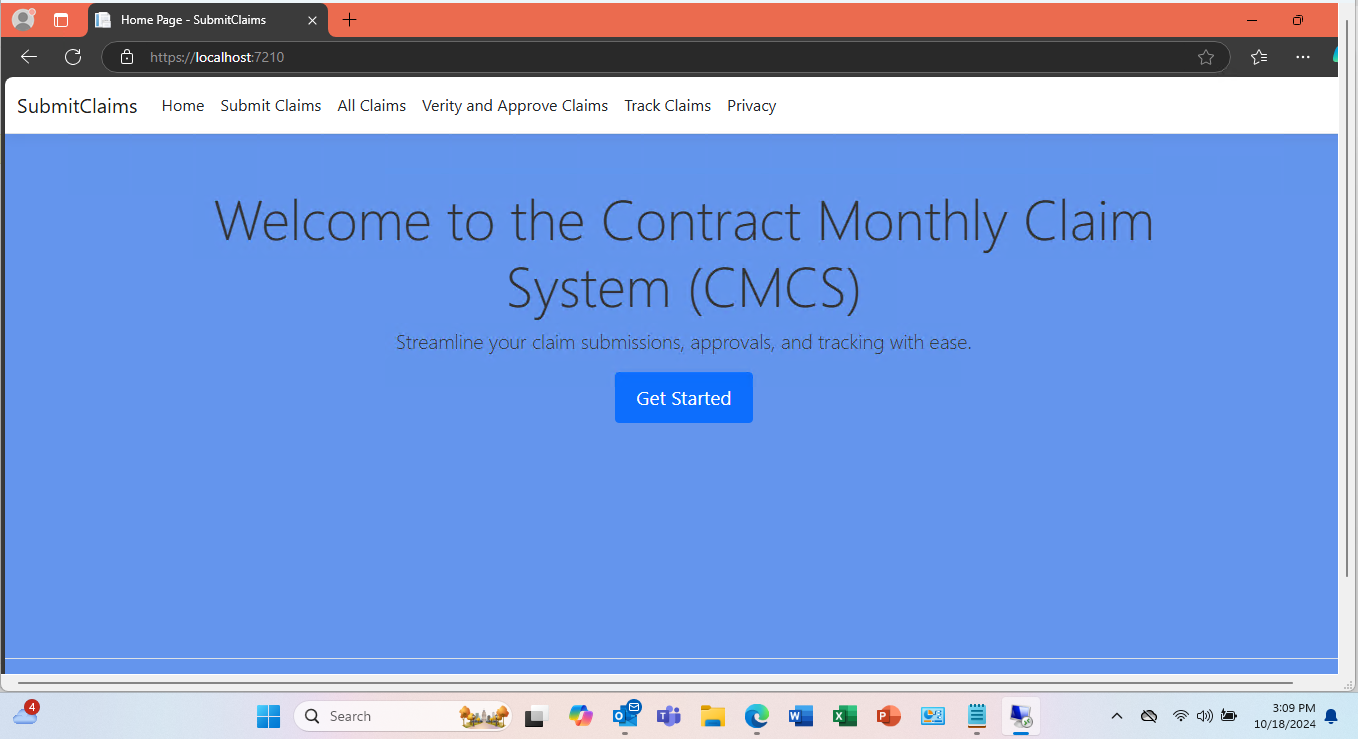 Home Page - SubmitClaims
https://localhost:7210
SubmitClaims Home Submit Claims All Claims Verity and Approve Claims Track Claims Privacy
Welcome to the Contract Monthly Claim
System (CMCS)
Streamline your claim submissions, approvals, and tracking with ease.
Get Started
4
Search
3:09 PM
10/18/2024